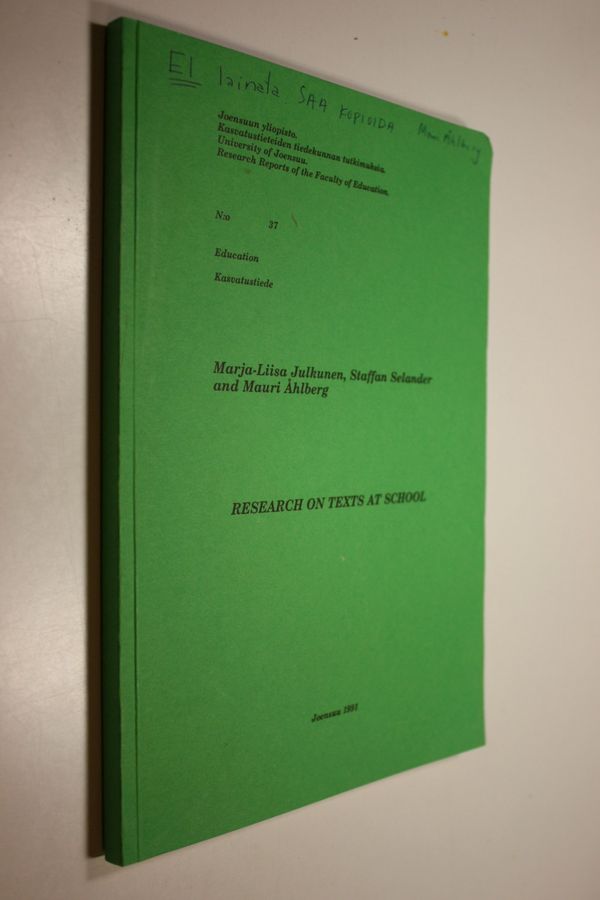 EI lainata. SAA KOPIOIDA Mauri Åhlberg
Joensuun yliopisto.
Kasvatustieteiden tiedekunnan tutkimuksia.
University of Joensuu.
Research Reports of the Faculty of Education.
N:o 37
Education
Kasvatustiede
Marja-Liisa Julkunen, Staffan Selander
and Mauri Åhlberg
RESEARCH ON TEXTS AT SCHOOL
Joensuu 1991